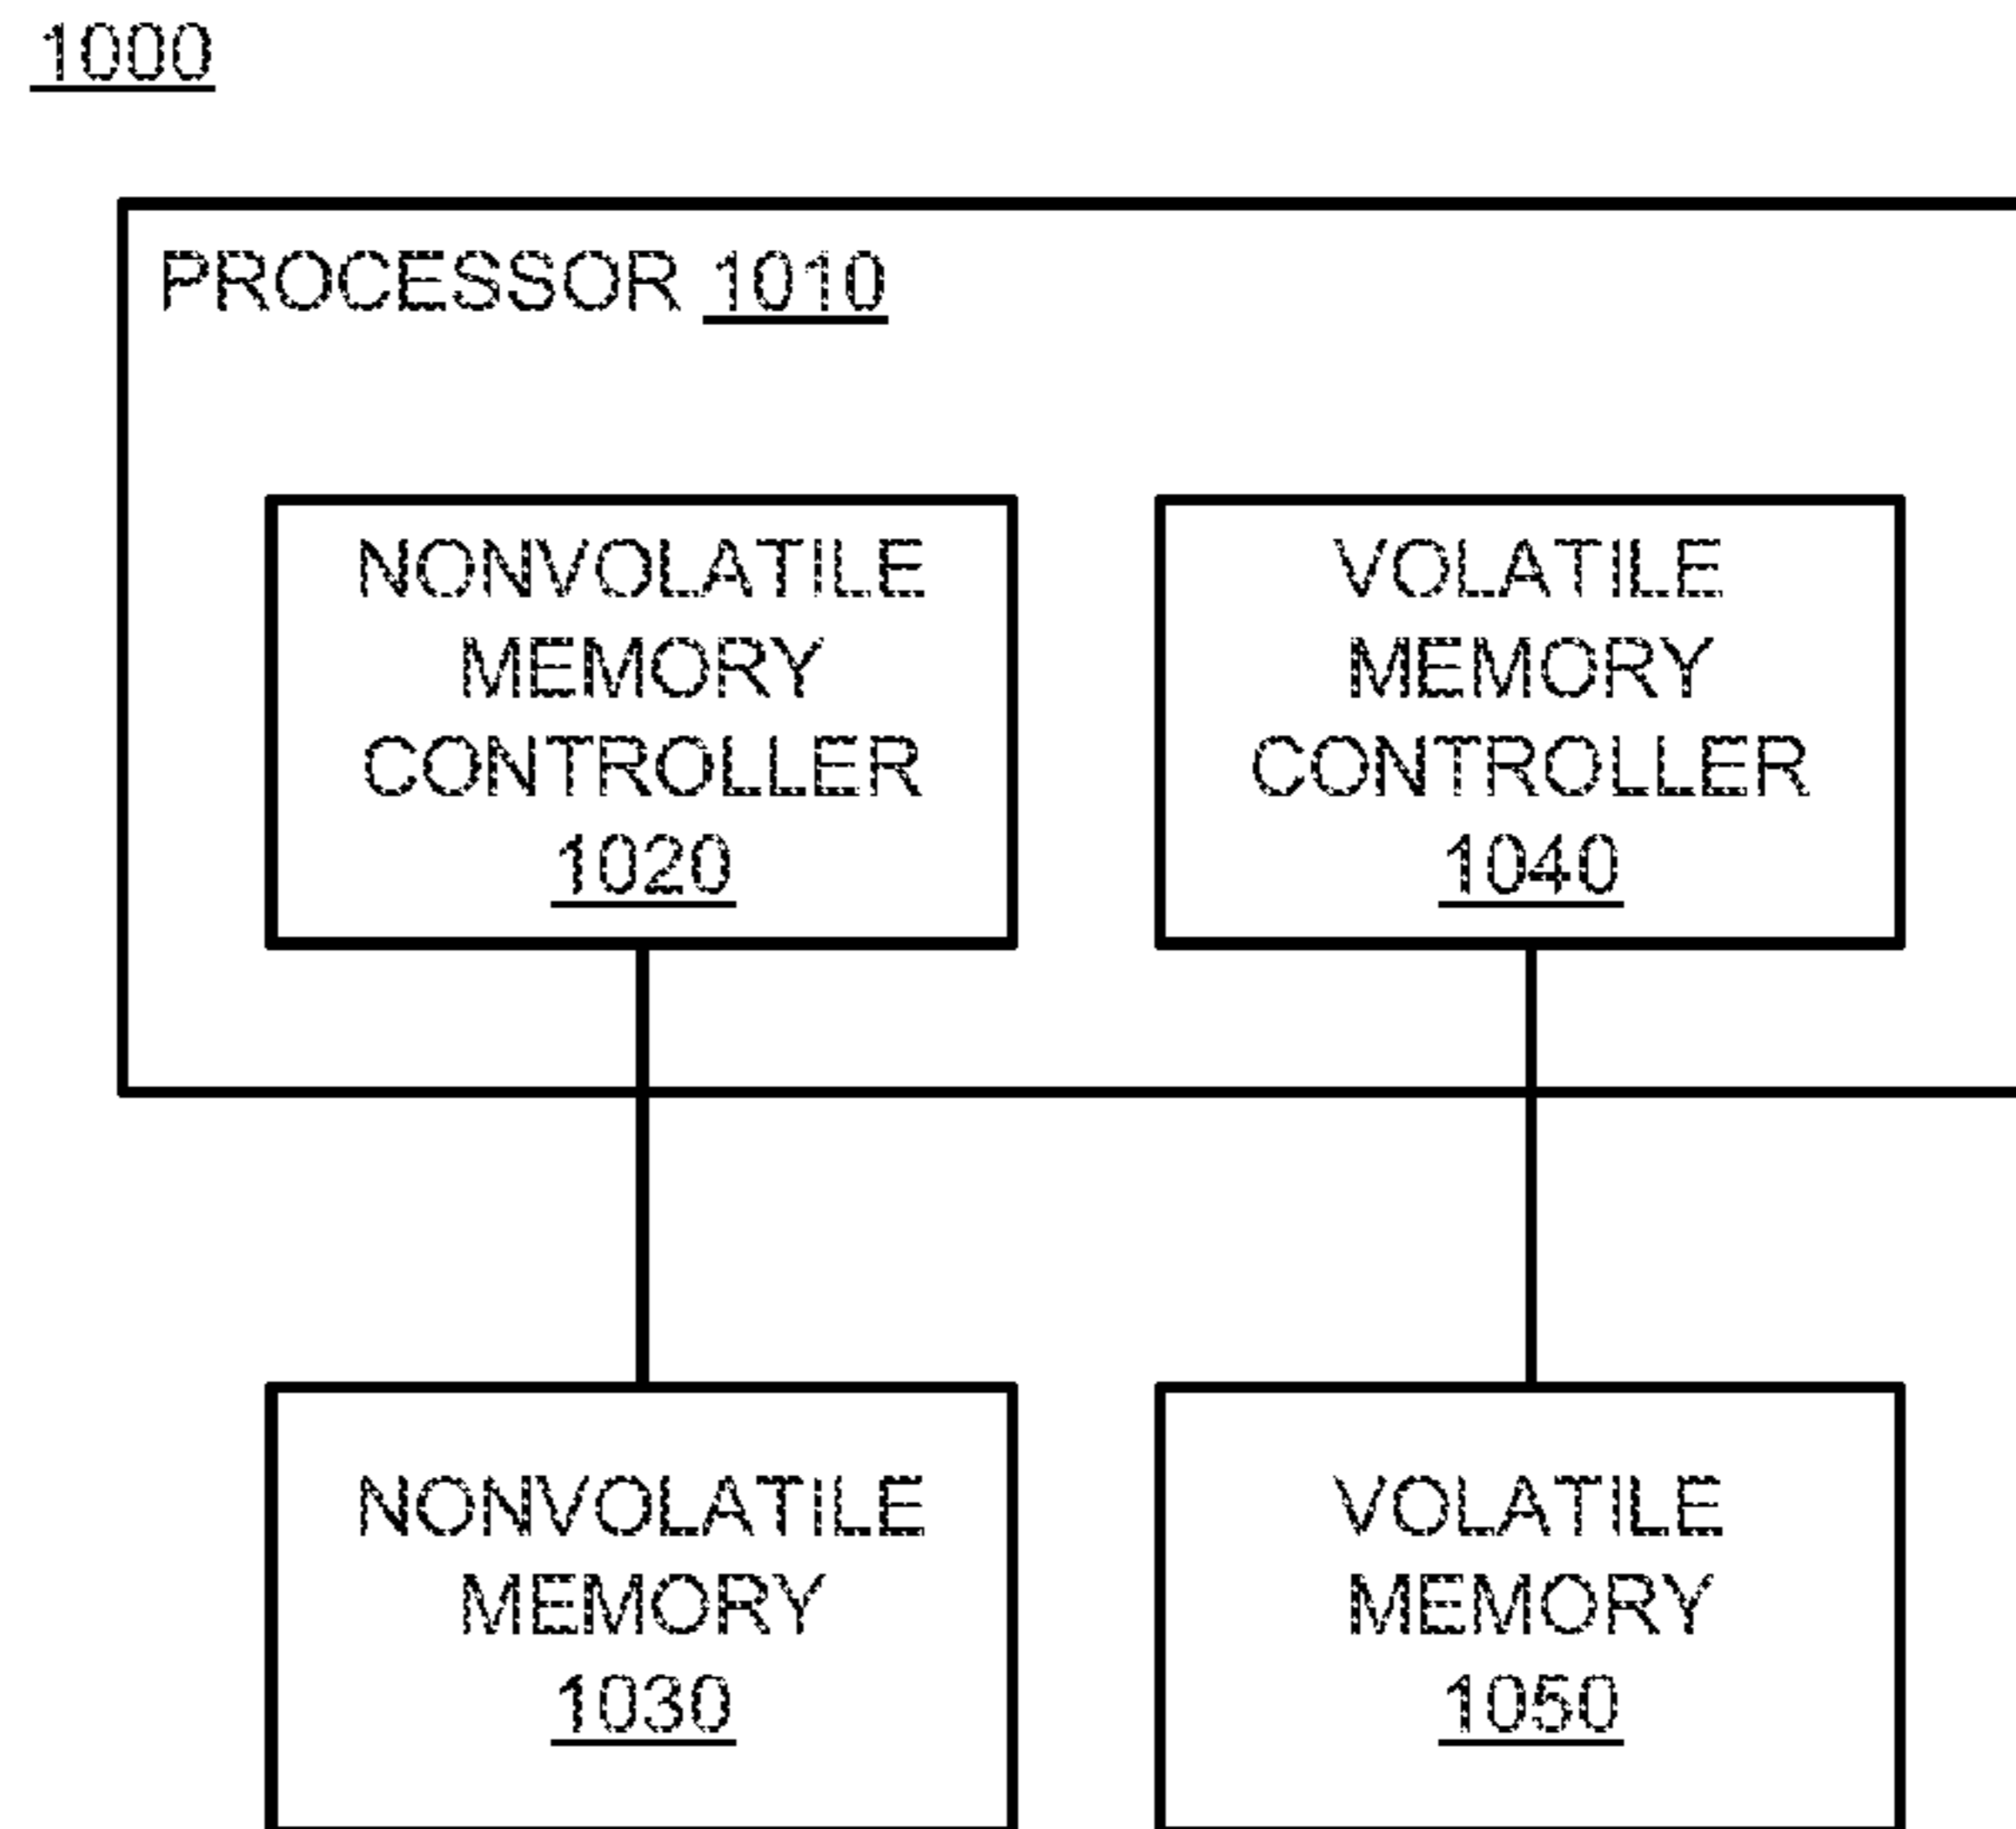 1000
PROCESSOR 1010
NONVOLATILE
MEMORY
CONTROLLER
1020
VOLATILE
MEMORY
CONTROLLER
1040
NONVOLATILE
MEMORY
1030
VOLATILE
MEMORY
1050